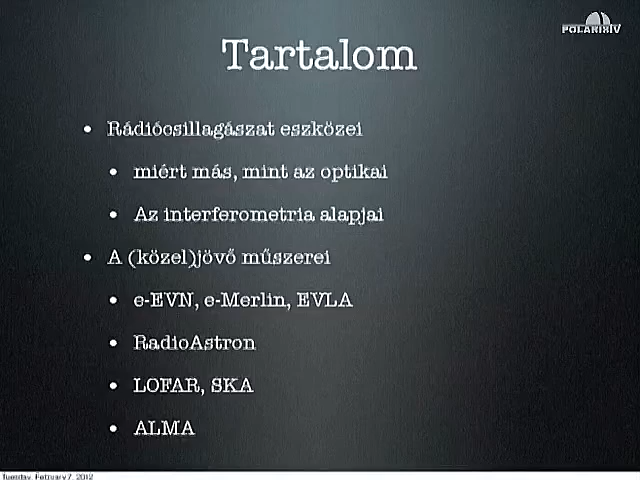 POLARIS TV
Tartalom
• Rádiócsillagászat eszközei
• miért más, mint az optikai
• Az interferometria alapjai
• A (közel)jövő műszerei
• e-EVN, e-Merlin, EVLA
• RadioAstron
• LOFAR, SKA
• ALMA
Tuesday, February 7, 2012